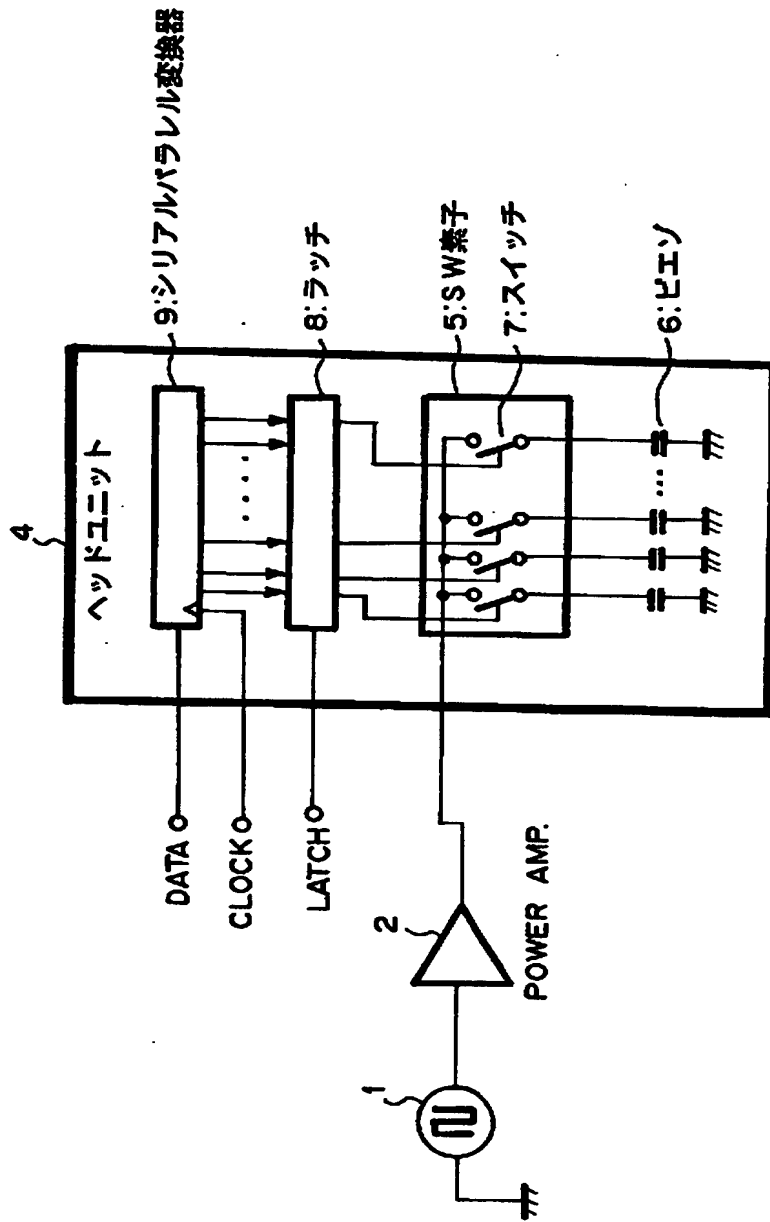 4
ヘッドユニット
9:シリアルパラレル変換器
8:ラッチ
5:SW素子
7:スイッチ
6:ピエゾ
DATA
CLOCK
LATCH
2
POWER AMP.
1